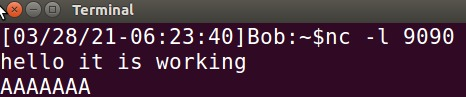 Terminal
[03/28/21-06:23:40]Bob:~$nc -l 9090
hello it is working
AAAAAAA